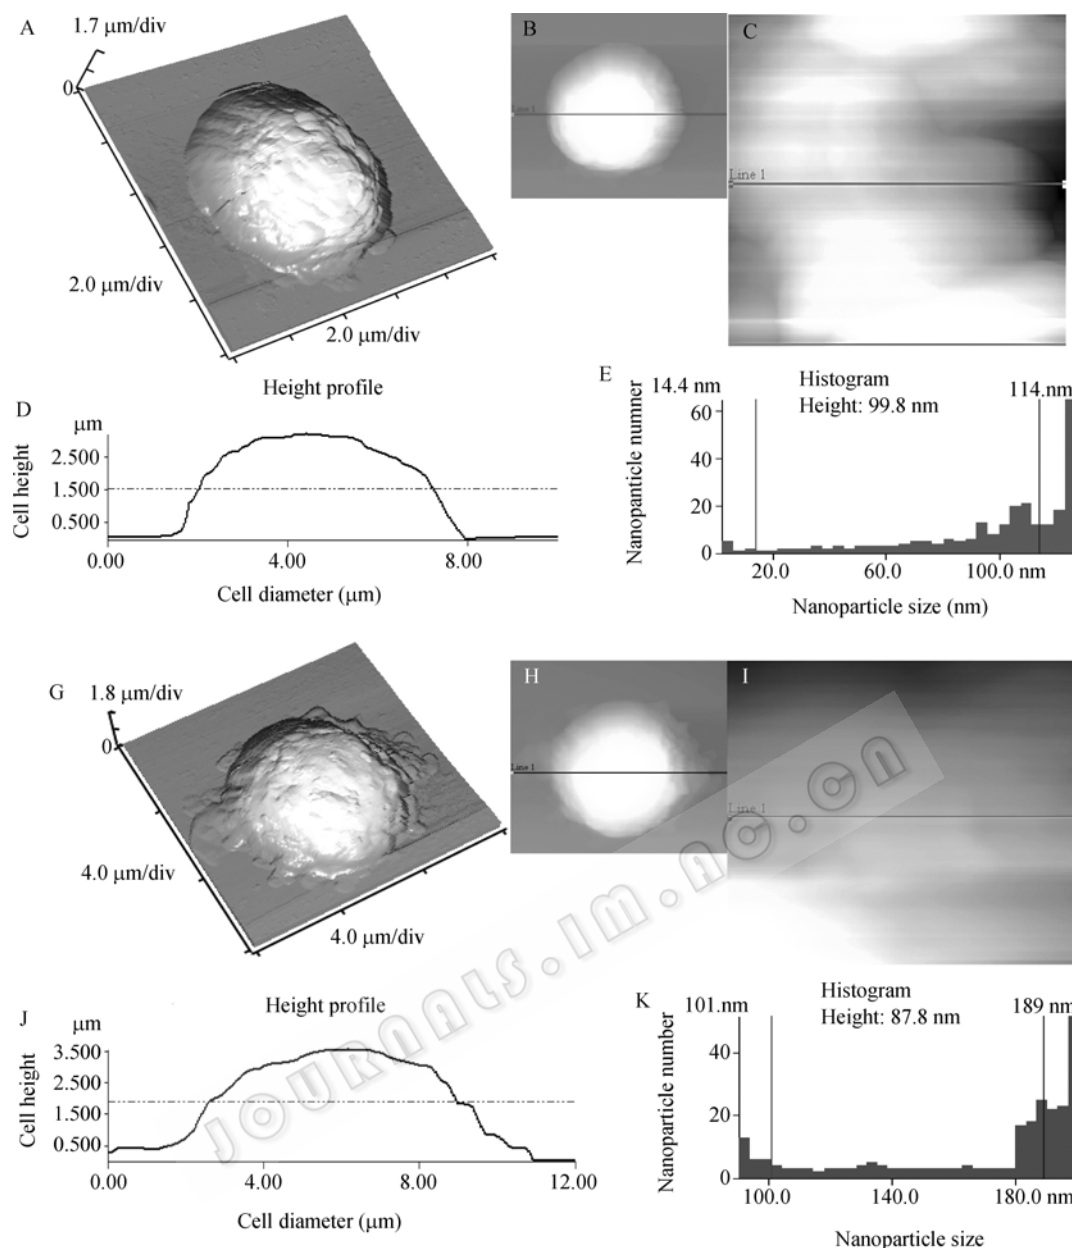 A
1.7 μm/div
0
2.0 μm/div
2.0 μm/div
B
Line 1
C
Line 1
Height profile
D
μm
Cell height
2.500
1.500
0.500
0.00
4.00
8.00
Cell diameter (μm)
E
14.4 nm
Histogram
Height: 99.8 nm
114.nm
Nanopanticle numner
60
40
20
0
20.0
60.0
100.0 nm
Nanoparticle size (nm)
G
1.8 μm/div
0
4.0 μm/div
4.0 μm/div
H
Line 1
I
Line 1
JOURNALS.IM.AC.CN
Height profile
J
μm
Cell height
3.500
2.500
1.500
0.500
0.00
4.00
8.00
12.00
Cell diameter (μm)
K
101.nm
Histogram
Height: 87.8 nm
189 nm
Nanoparticle number
40
20
0
100.0
140.0
180.0 nm
Nanoparticle size